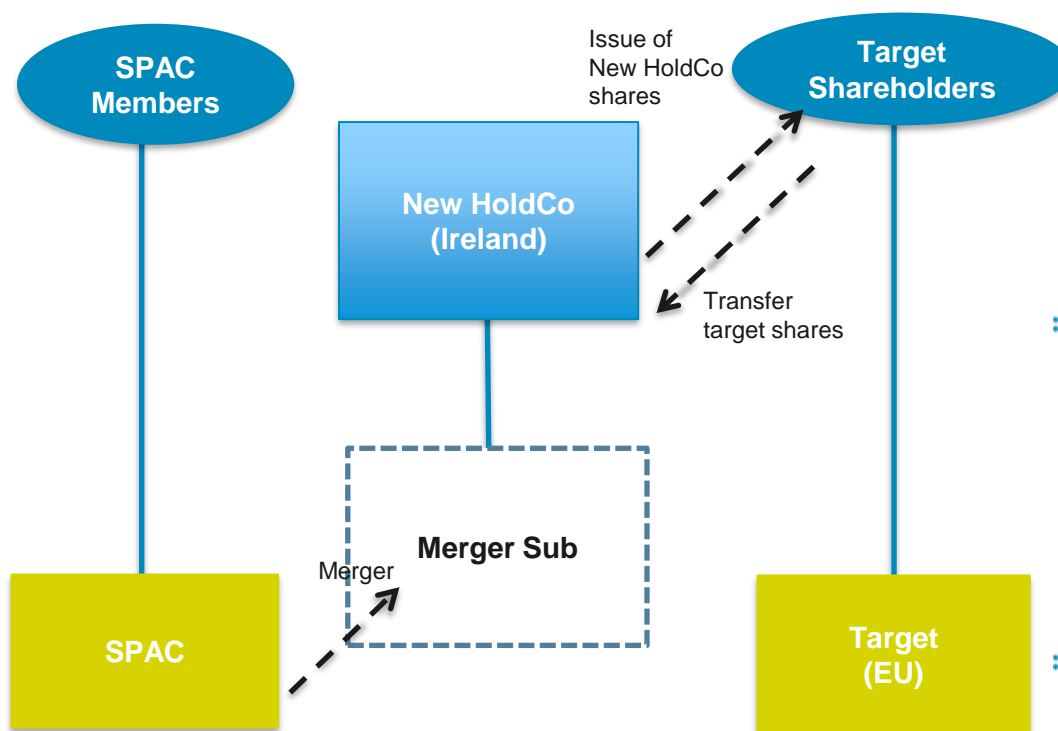 SPAC
Members
Issue of
New HoldCo
shares
Target
Shareholders
New HoldCo
(Ireland)
Transfer
target shares
Merger Sub
Merger
SPAC
Target
(EU)